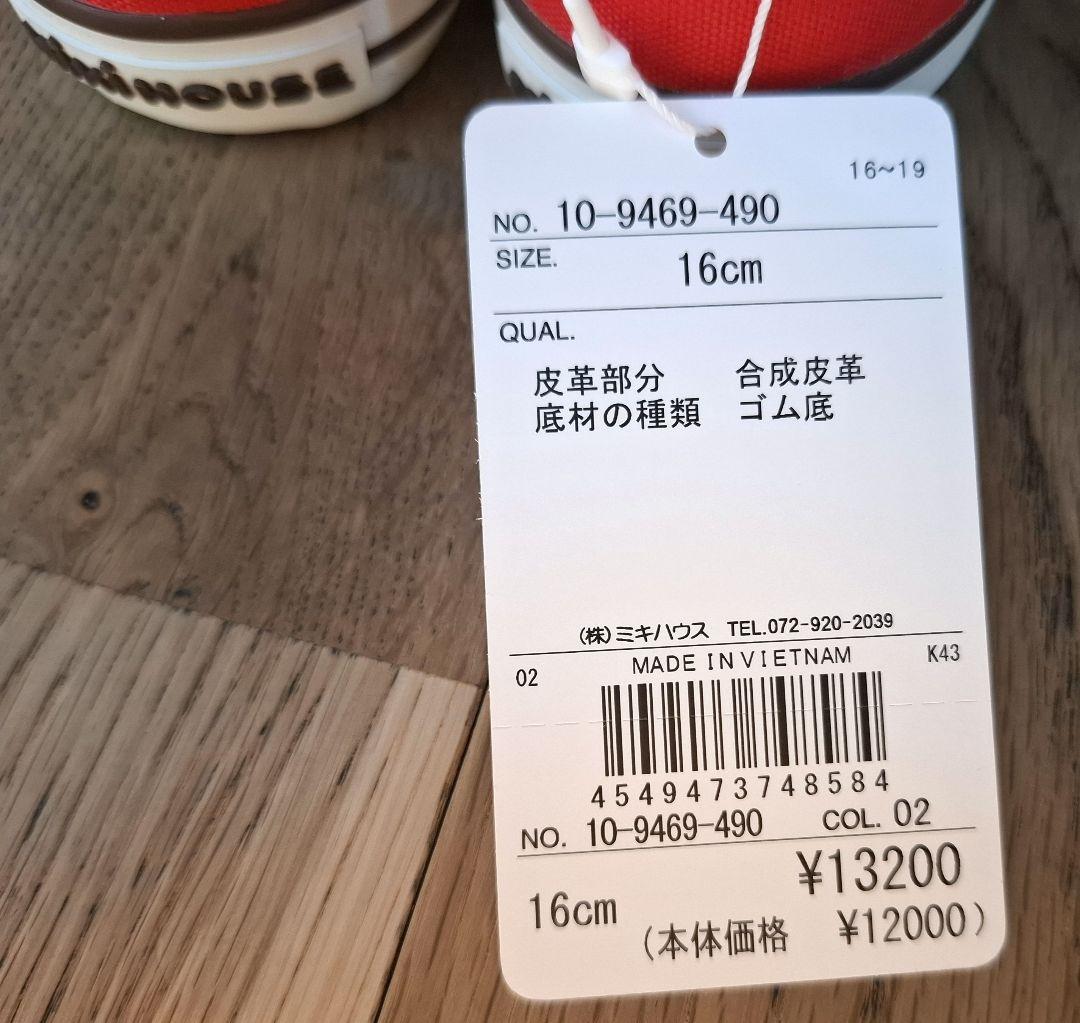 HOUSE
16~19
NO. 10-9469-490
SIZE. 16cm
QUAL.
皮革部分 合成皮革
底材の種類 ゴム底
(株)ミキハウス TEL.072-920-2039
02 MADE IN VIETNAM K43
4549473748584
NO. 10-9469-490 COL. 02
¥13200
16cm (本体価格 ¥12000)